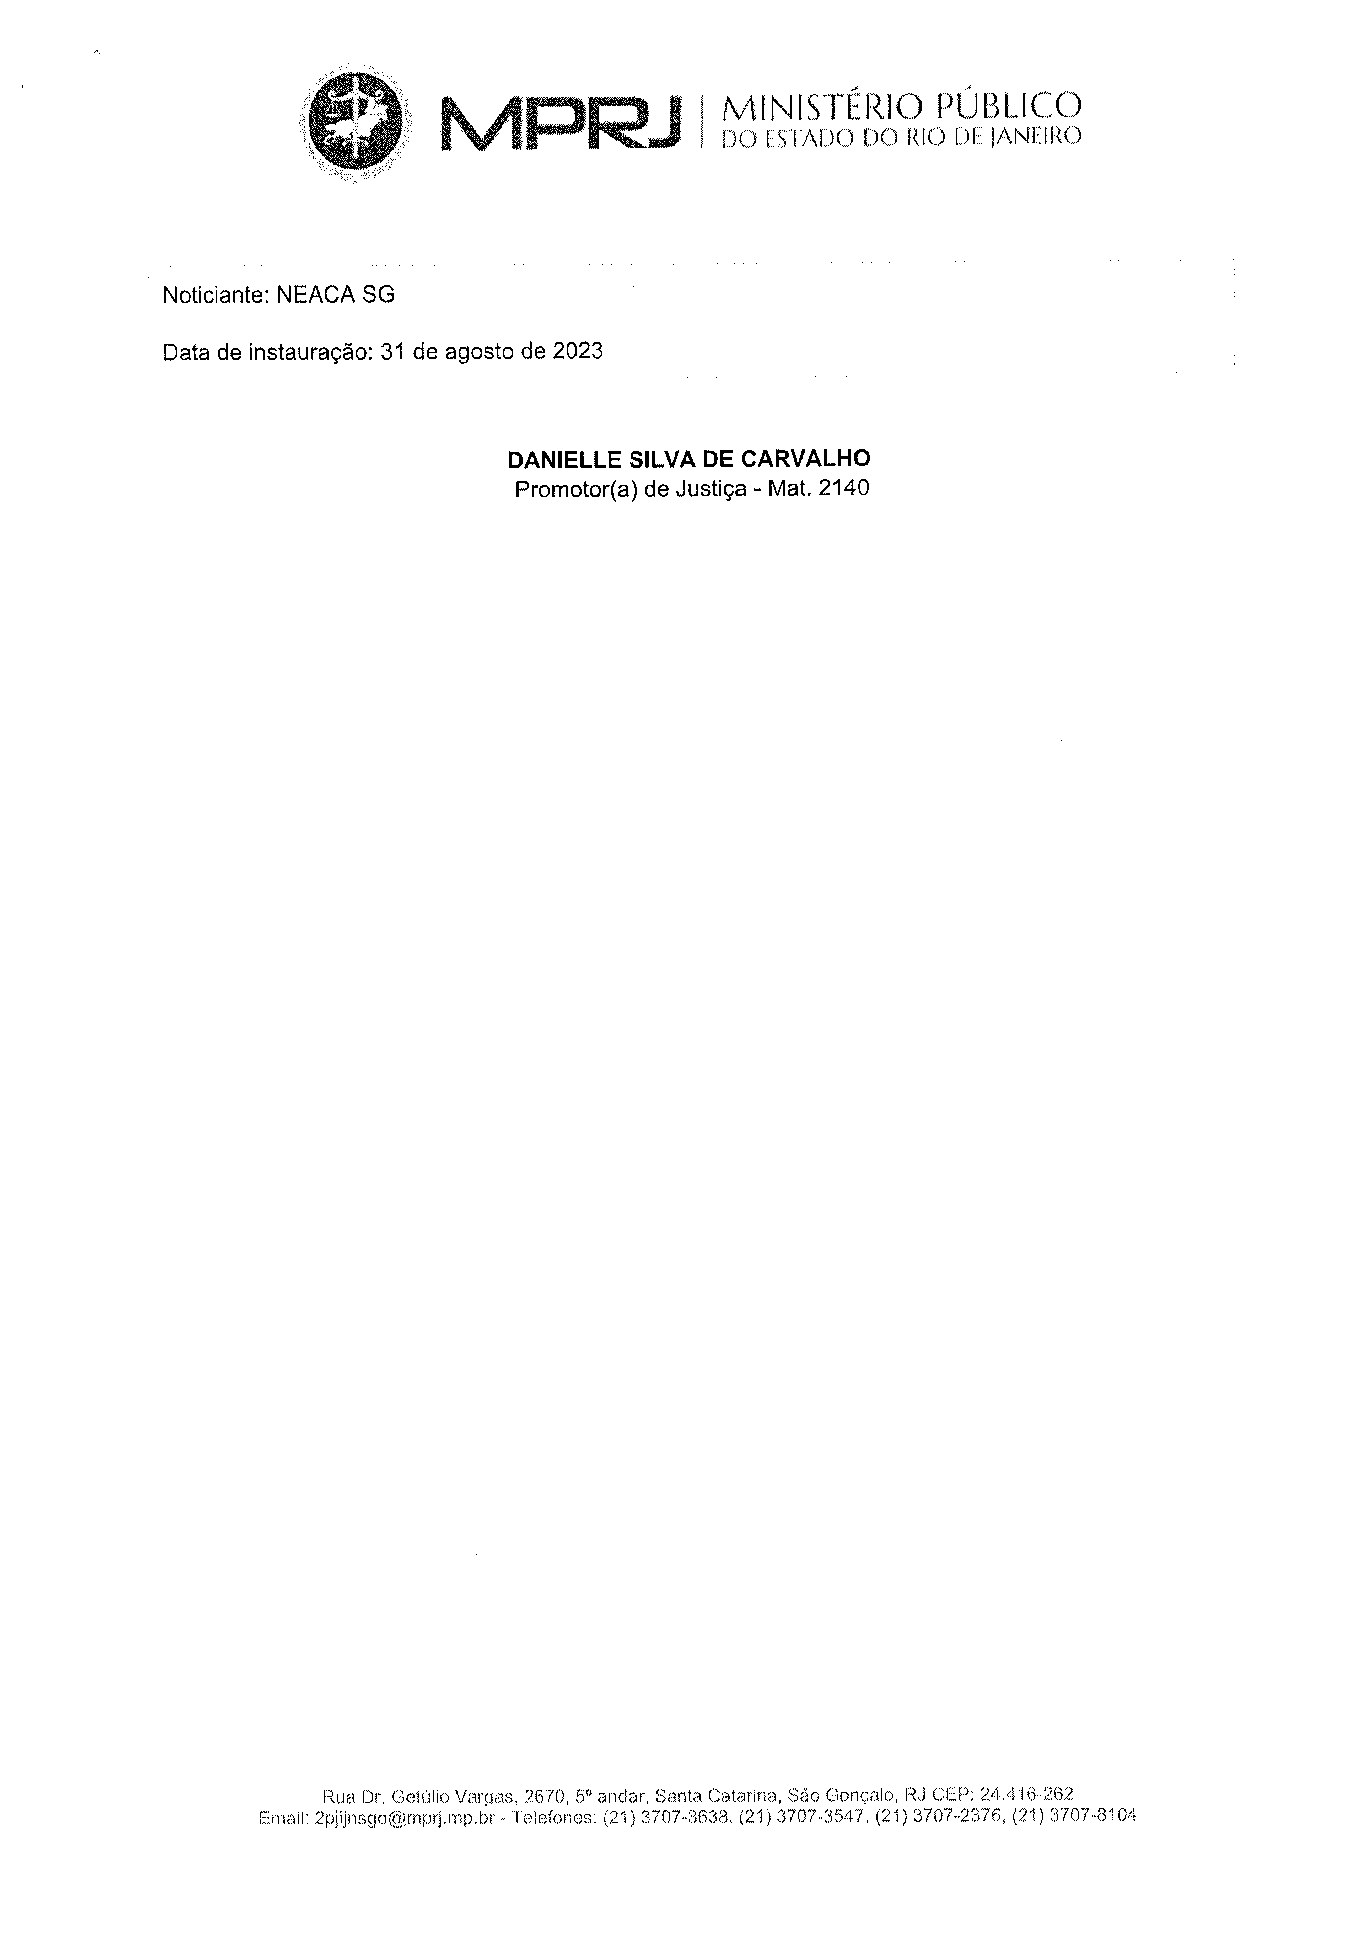 MPRJ
MINISTÉRIO PÚBLICO
DO ESTADO DO RIO DE JANEIRO
Noticiante: NEACA SG
Data de instauração: 31 de agosto de 2023
DANIELLE SILVA DE CARVALHO
Promotor(a) de Justiça - Mat. 2140
Rua Dr. Getúlio Vargas, 2670, 5º andar, Santa Catarina, São Gonçalo, RJ CEP: 24.416-262
Email: 2pjijnsgo@mprj.mp.br - Telefones: (21) 3707-3638, (21) 3707-3547, (21) 3707-2376, (21) 3707-8104